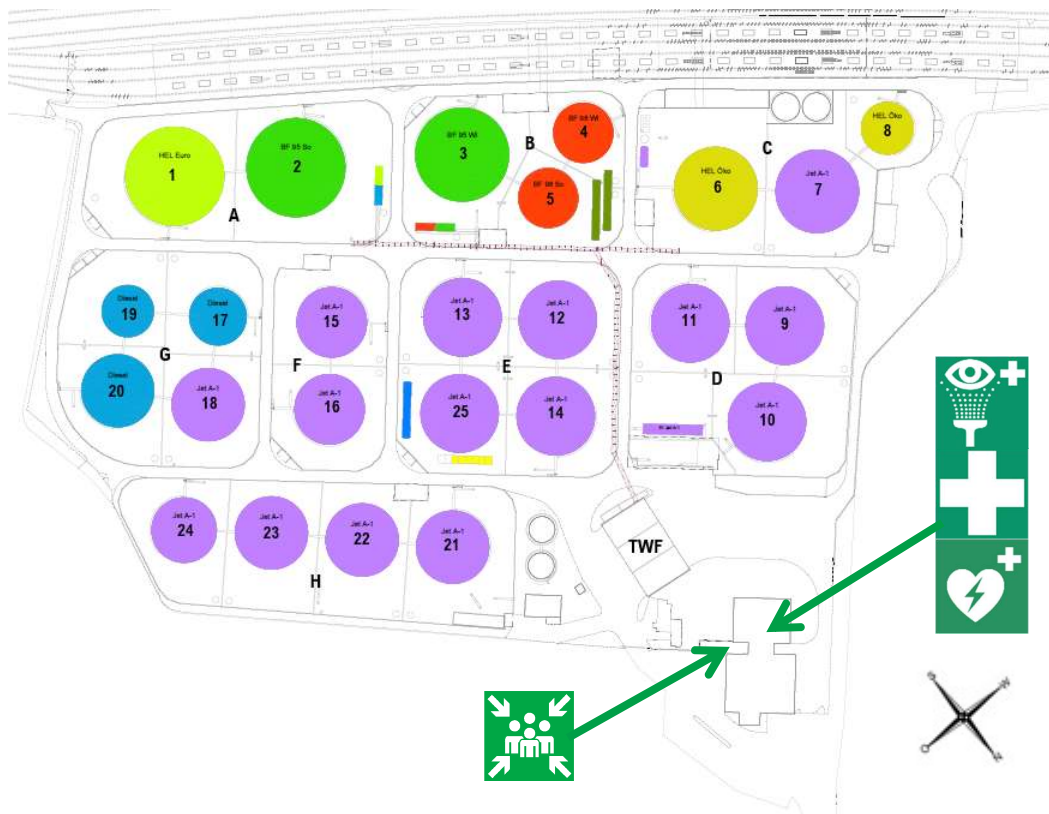 HEL Euro
1
BF 95 So
2
A
BF 95 Wi
3
B
BF 98 Wi
4
BF 98 So
5
HEL Öko
6
C
Jet A-1
7
HEL Öko
8
Diesel
19
Diesel
17
G
Diesel
20
Jet A-1
18
Jet A-1
15
F
Jet A-1
16
Jet A-1
13
Jet A-1
12
E
Jet A-1
25
Jet A-1
14
Jet A-1
11
Jet A-1
9
D
Jet A-1
10
Jet A-1
24
Jet A-1
23
Jet A-1
22
Jet A-1
21
H
TWF
S
W
O
N